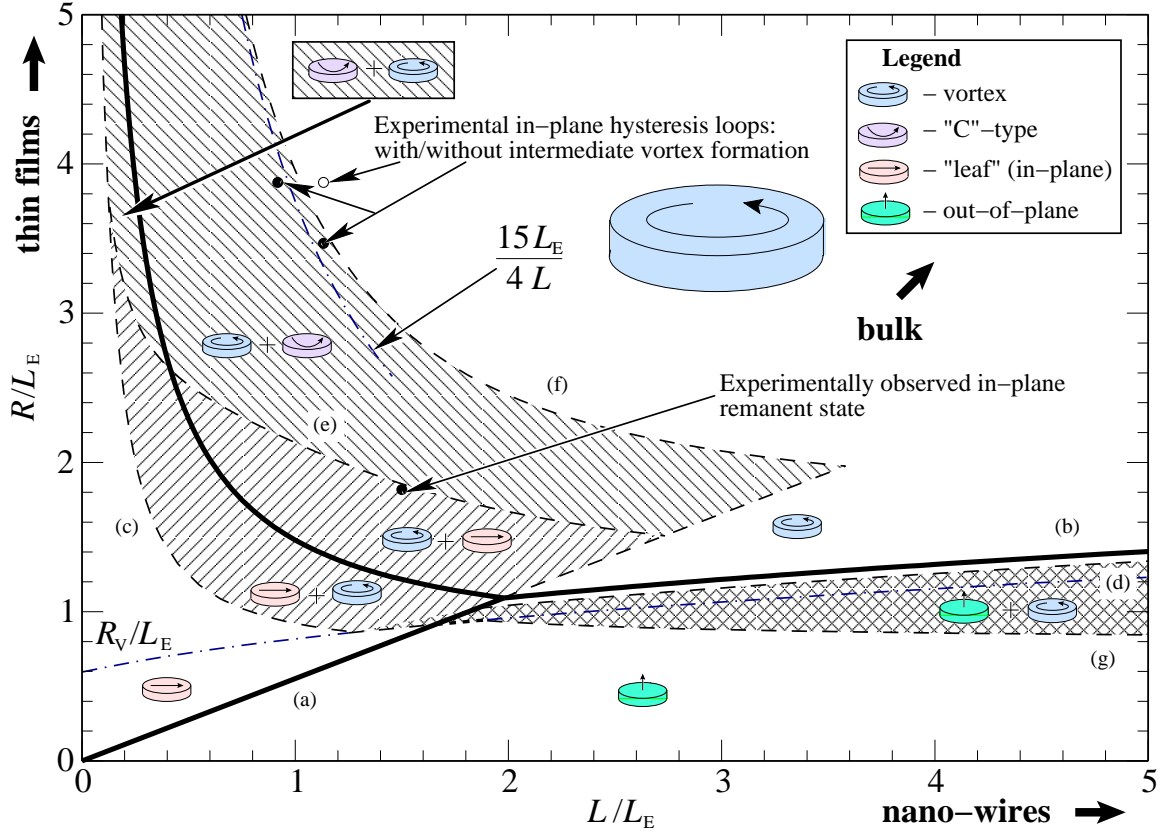 thin films
R/L_E
5
4
3
2
1
0
Experimental in−plane hysteresis loops:
with/without intermediate vortex formation
Legend
− vortex
− "C"−type
− "leaf" (in−plane)
− out−of−plane
+
15 L_E
4 L
bulk
+
(f)
(e)
Experimentally observed in−plane
remanent state
(c)
+
(b)
+
(d)
+
R_V/L_E
(g)
(a)
0
1
2
3
4
5
L/L_E
nano−wires